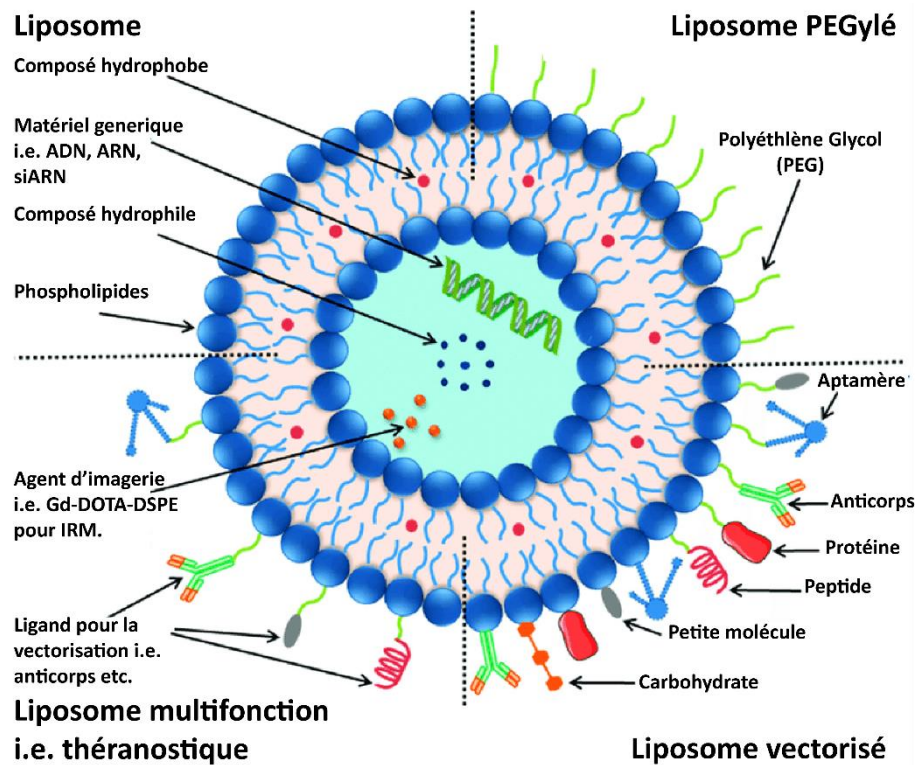 Liposome
Liposome PEGylé
Composé hydrophobe
Matériel generique
i.e. ADN, ARN,
siARN
Polyéthlène Glycol
(PEG)
Composé hydrophile
Phospholipides
Aptamère
Agent d'imagerie
i.e. Gd-DOTA-DSPE
pour IRM.
Anticorps
Protéine
Peptide
Petite molécule
Ligand pour la
vectorisation i.e.
anticorps etc.
Carbohydrate
Liposome multifonction
i.e. théranostique
Liposome vectorisé